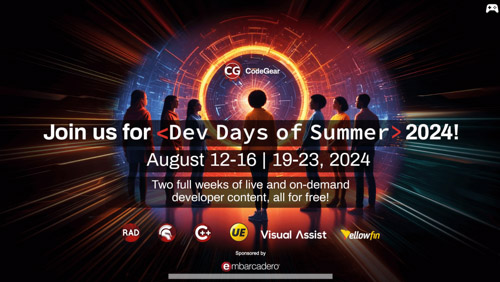 CG CodeGear
Join us for <Dev Days of Summer> 2024!
August 12-16 | 19-23, 2024
Two full weeks of live and on-demand
developer content, all for free!
RAD C++ UE Visual Assist Yellowfin
Sponsored by
embarcadero